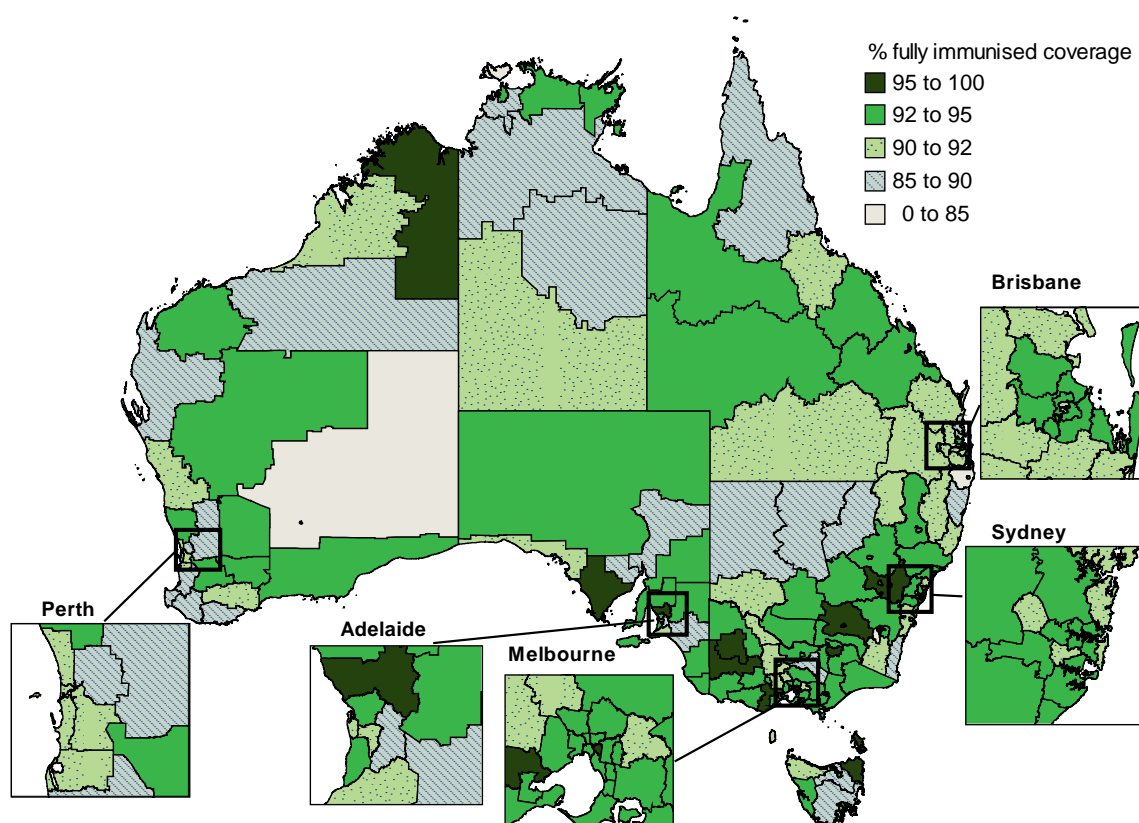 % fully immunised coverage
95 to 100
92 to 95
90 to 92
85 to 90
0 to 85
Brisbane
Sydney
Perth
Adelaide
Melbourne